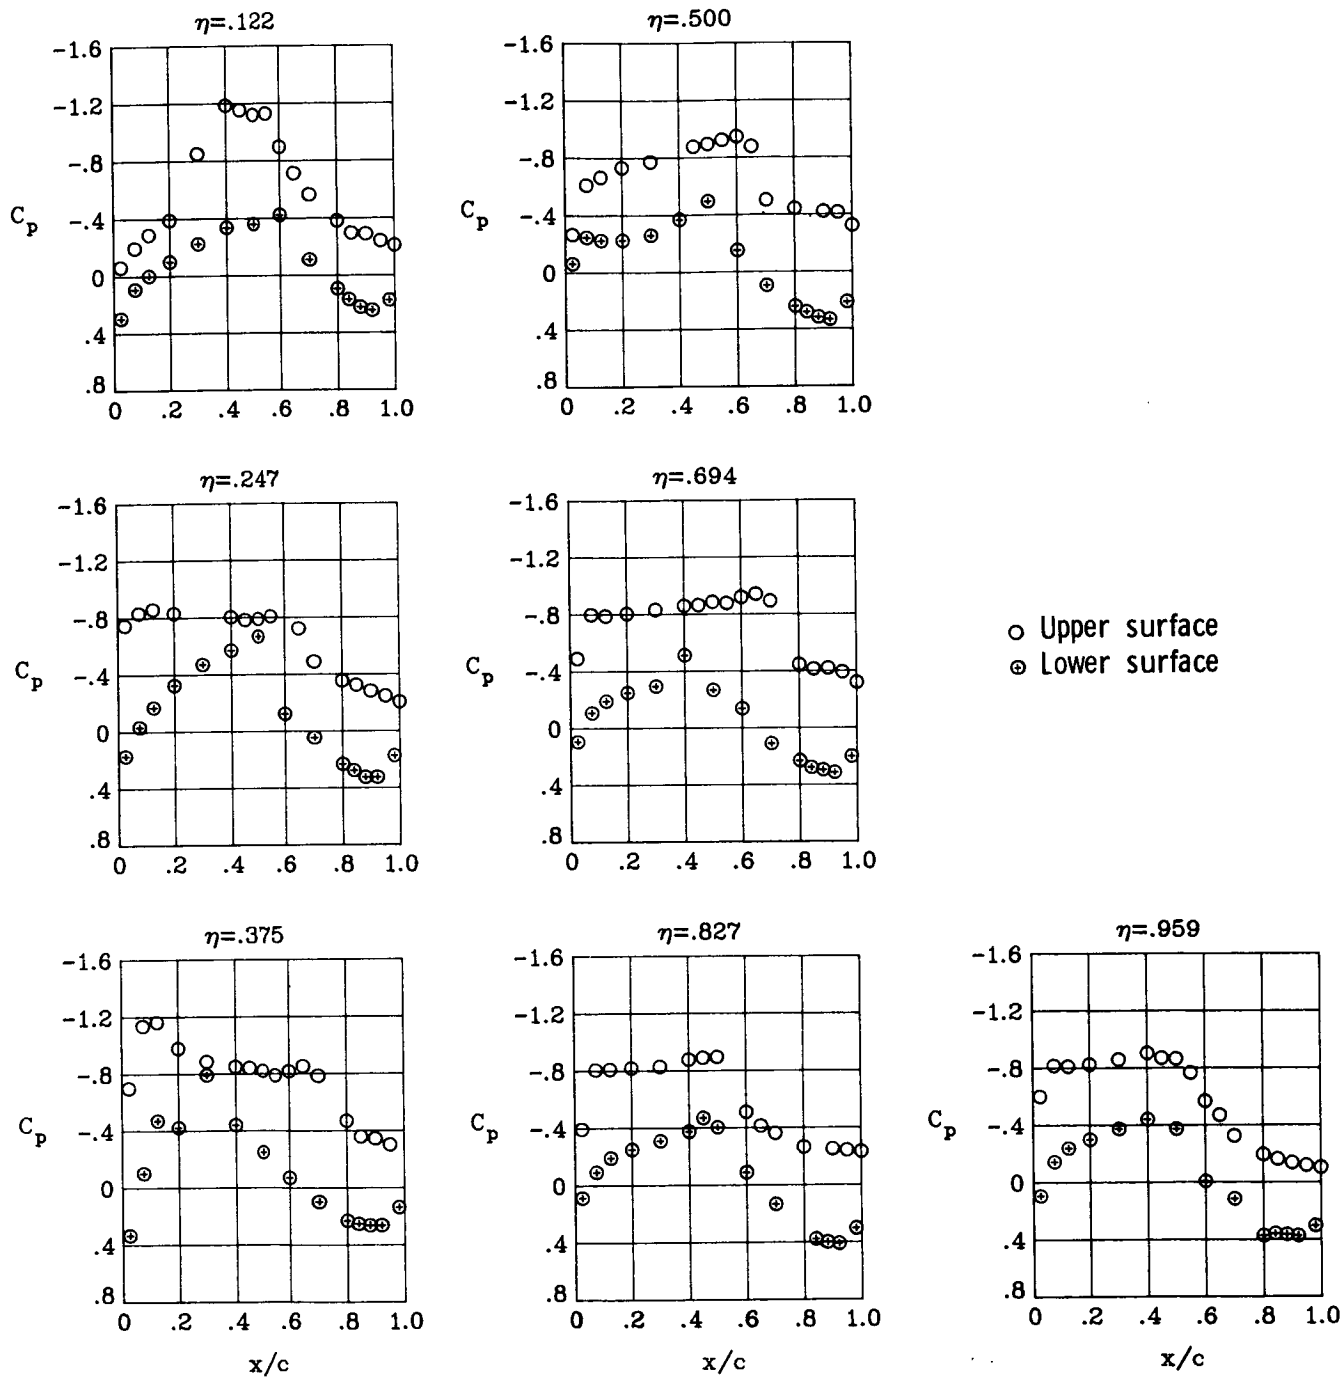 η=.122
-1.6
-1.2
-.8
-.4
0
.4
.8
C_p
0 .2 .4 .6 .8 1.0
η=.500
-1.6
-1.2
-.8
-.4
0
.4
.8
C_p
0 .2 .4 .6 .8 1.0
η=.247
-1.6
-1.2
-.8
-.4
0
.4
.8
C_p
0 .2 .4 .6 .8 1.0
η=.694
-1.6
-1.2
-.8
-.4
0
.4
.8
C_p
0 .2 .4 .6 .8 1.0
Upper surface
Lower surface
η=.375
-1.6
-1.2
-.8
-.4
0
.4
.8
C_p
0 .2 .4 .6 .8 1.0
x/c
η=.827
-1.6
-1.2
-.8
-.4
0
.4
.8
C_p
0 .2 .4 .6 .8 1.0
η=.959
-1.6
-1.2
-.8
-.4
0
.4
.8
C_p
0 .2 .4 .6 .8 1.0
x/c